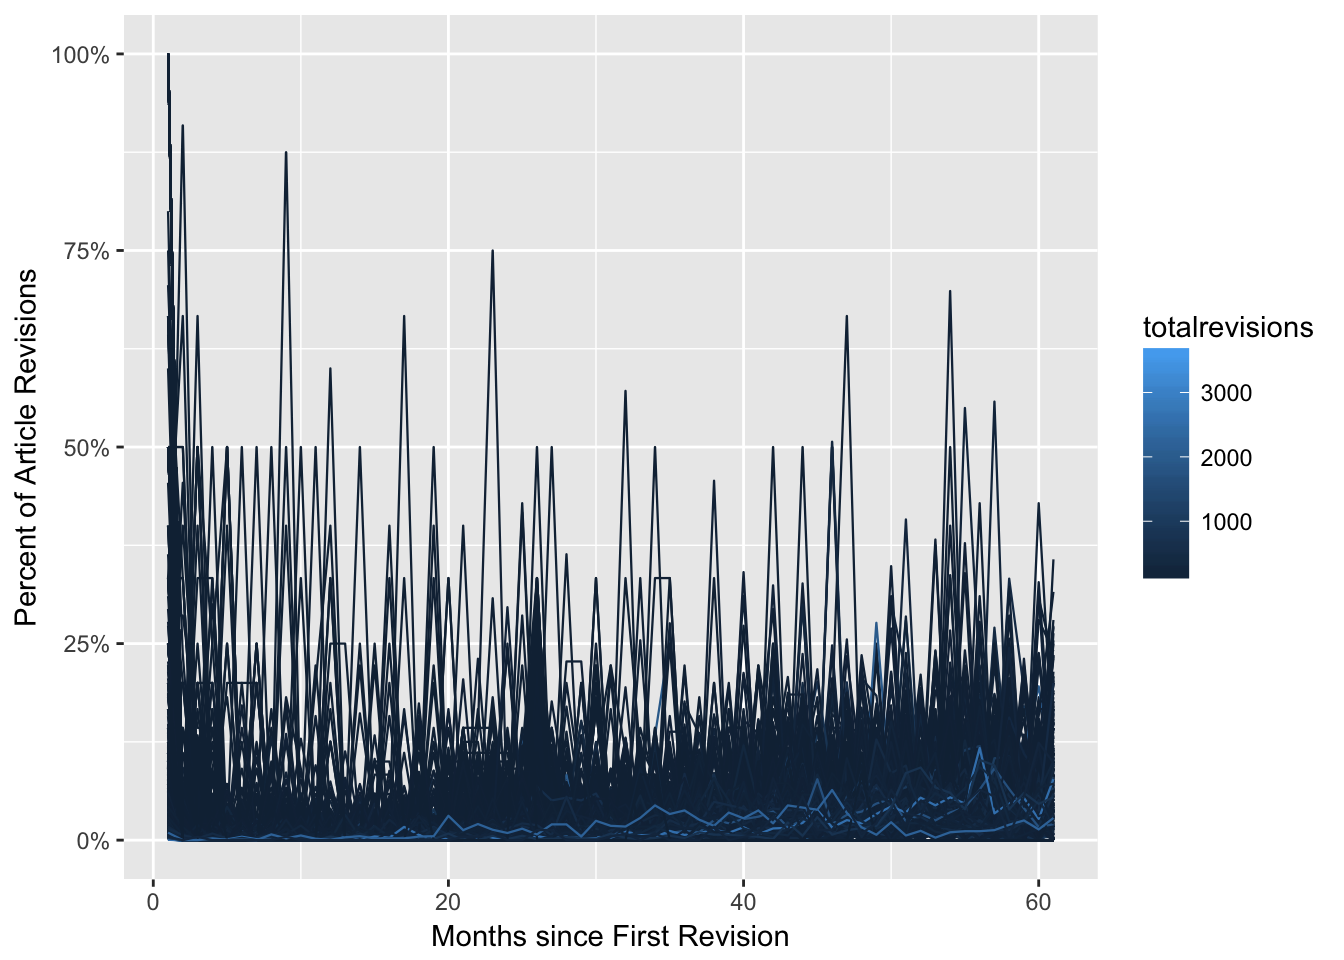 100%
75%
50%
25%
0%
Percent of Article Revisions
0 20 40 60
Months since First Revision
totalrevisions
3000
2000
1000